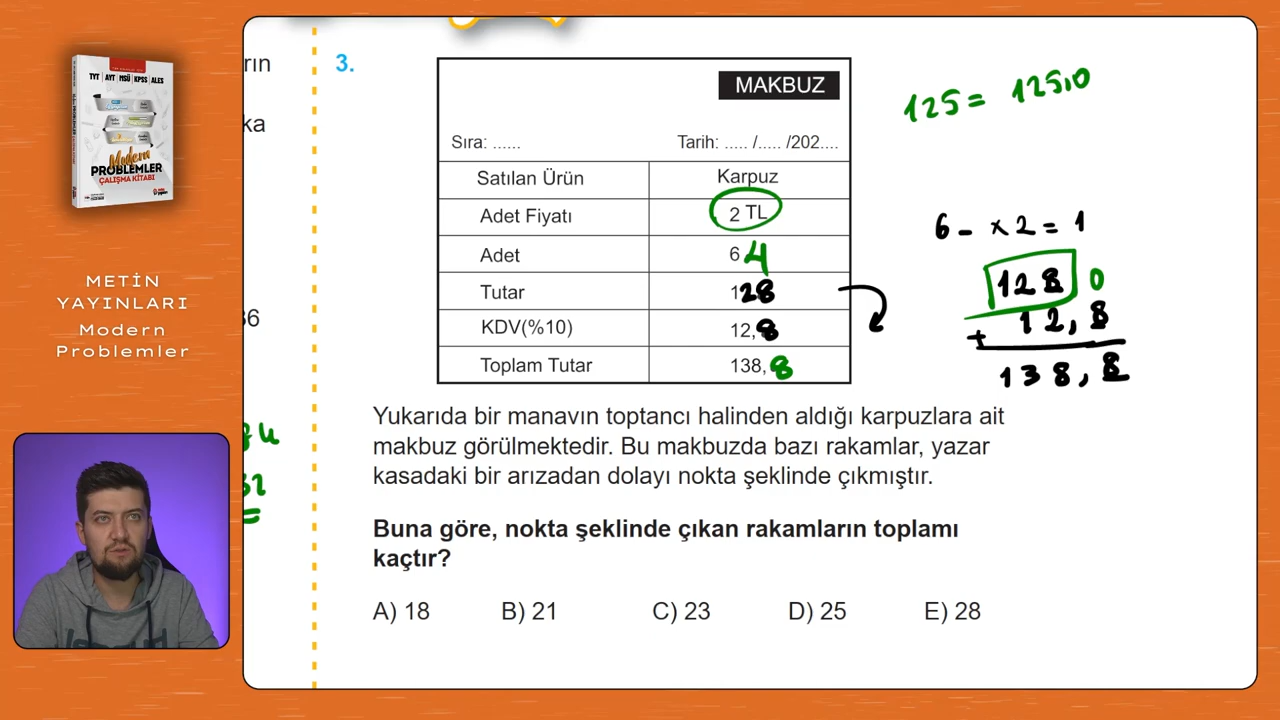 TYT | AYT | MSÜ | KPSS | ALES
Modern
PROBLEMLER
ÇALIŞMA KİTABI
METİN
YAYINLARI
Modern
Problemler
rın
ka
3.
MAKBUZ
Sıra: ...... Tarih: ..... /..... /202....
Satılan Ürün Karpuz
Adet Fiyatı 2 TL
Adet 64
Tutar 128
KDV(%10) 12,8
Toplam Tutar 138,8
125 = 125,0
6 - x 2 = 1
128 0
+ 12,8
138,8
Yukarıda bir manavın toptancı halinden aldığı karpuzlara ait
makbuz görülmektedir. Bu makbuzda bazı rakamlar, yazar
kasadaki bir arızadan dolayı nokta şeklinde çıkmıştır.
Buna göre, nokta şeklinde çıkan rakamların toplamı
kaçtır?
A) 18 B) 21 C) 23 D) 25 E) 28